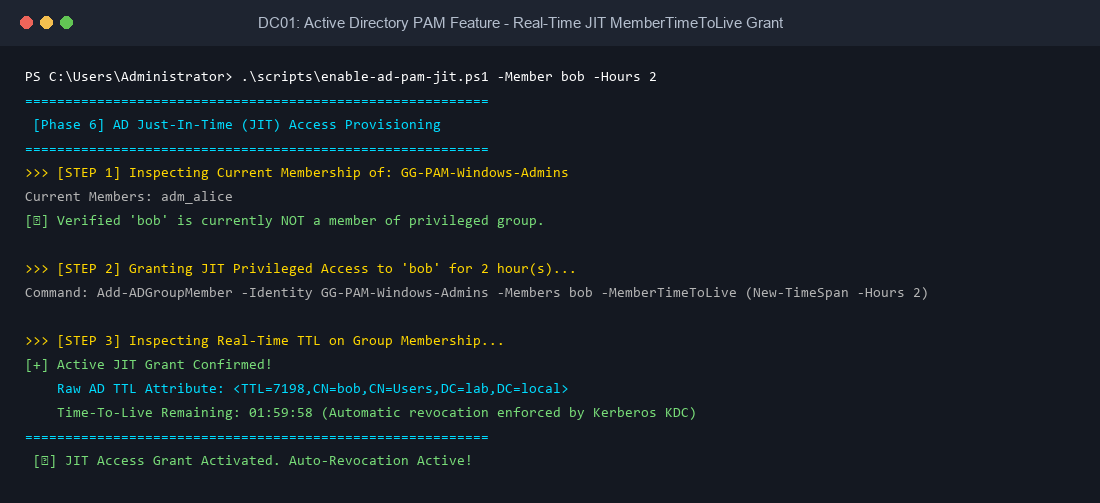 DC01: Active Directory PAM Feature - Real-Time JIT MemberTimeToLive Grant
PS C:\Users\Administrator> .\scripts\enable-ad-pam-jit.ps1 -Member bob -Hours 2
==========================================================
[Phase 6] AD Just-In-Time (JIT) Access Provisioning
==========================================================
>>> [STEP 1] Inspecting Current Membership of: GG-PAM-Windows-Admins
Current Members: adm_alice
[] Verified 'bob' is currently NOT a member of privileged group.
>>> [STEP 2] Granting JIT Privileged Access to 'bob' for 2 hour(s)...
Command: Add-ADGroupMember -Identity GG-PAM-Windows-Admins -Members bob -MemberTimeToLive (New-TimeSpan -Hours 2)
>>> [STEP 3] Inspecting Real-Time TTL on Group Membership...
[+] Active JIT Grant Confirmed!
Raw AD TTL Attribute: <TTL=7198,CN=bob,CN=Users,DC=lab,DC=local>
Time-To-Live Remaining: 01:59:58 (Automatic revocation enforced by Kerberos KDC)
==========================================================
[] JIT Access Grant Activated. Auto-Revocation Active!